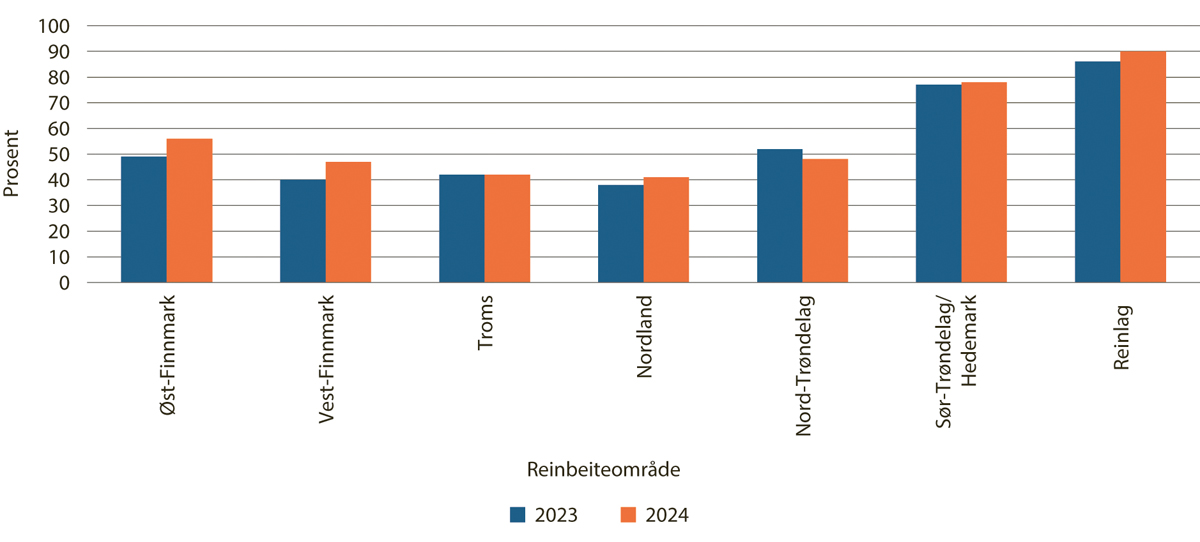 Prosent
100
90
80
70
60
50
40
30
20
10
0
Øst-Finnmark
Vest-Finnmark
Troms
Nordland
Nord-Trøndelag
Sør-Trøndelag/
Hedemark
Reinlag
Reinbeiteområde
2023
2024